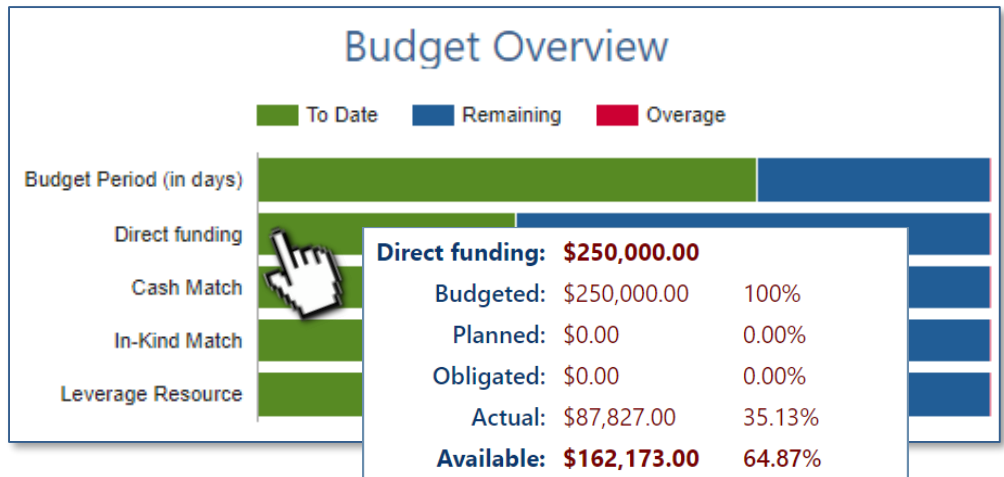 Budget Overview
To Date Remaining Overage
Budget Period (in days)
Direct funding
Cash Match
In-Kind Match
Leverage Resource
Direct funding: $250,000.00
Budgeted: $250,000.00 100%
Planned: $0.00 0.00%
Obligated: $0.00 0.00%
Actual: $87,827.00 35.13%
Available: $162,173.00 64.87%